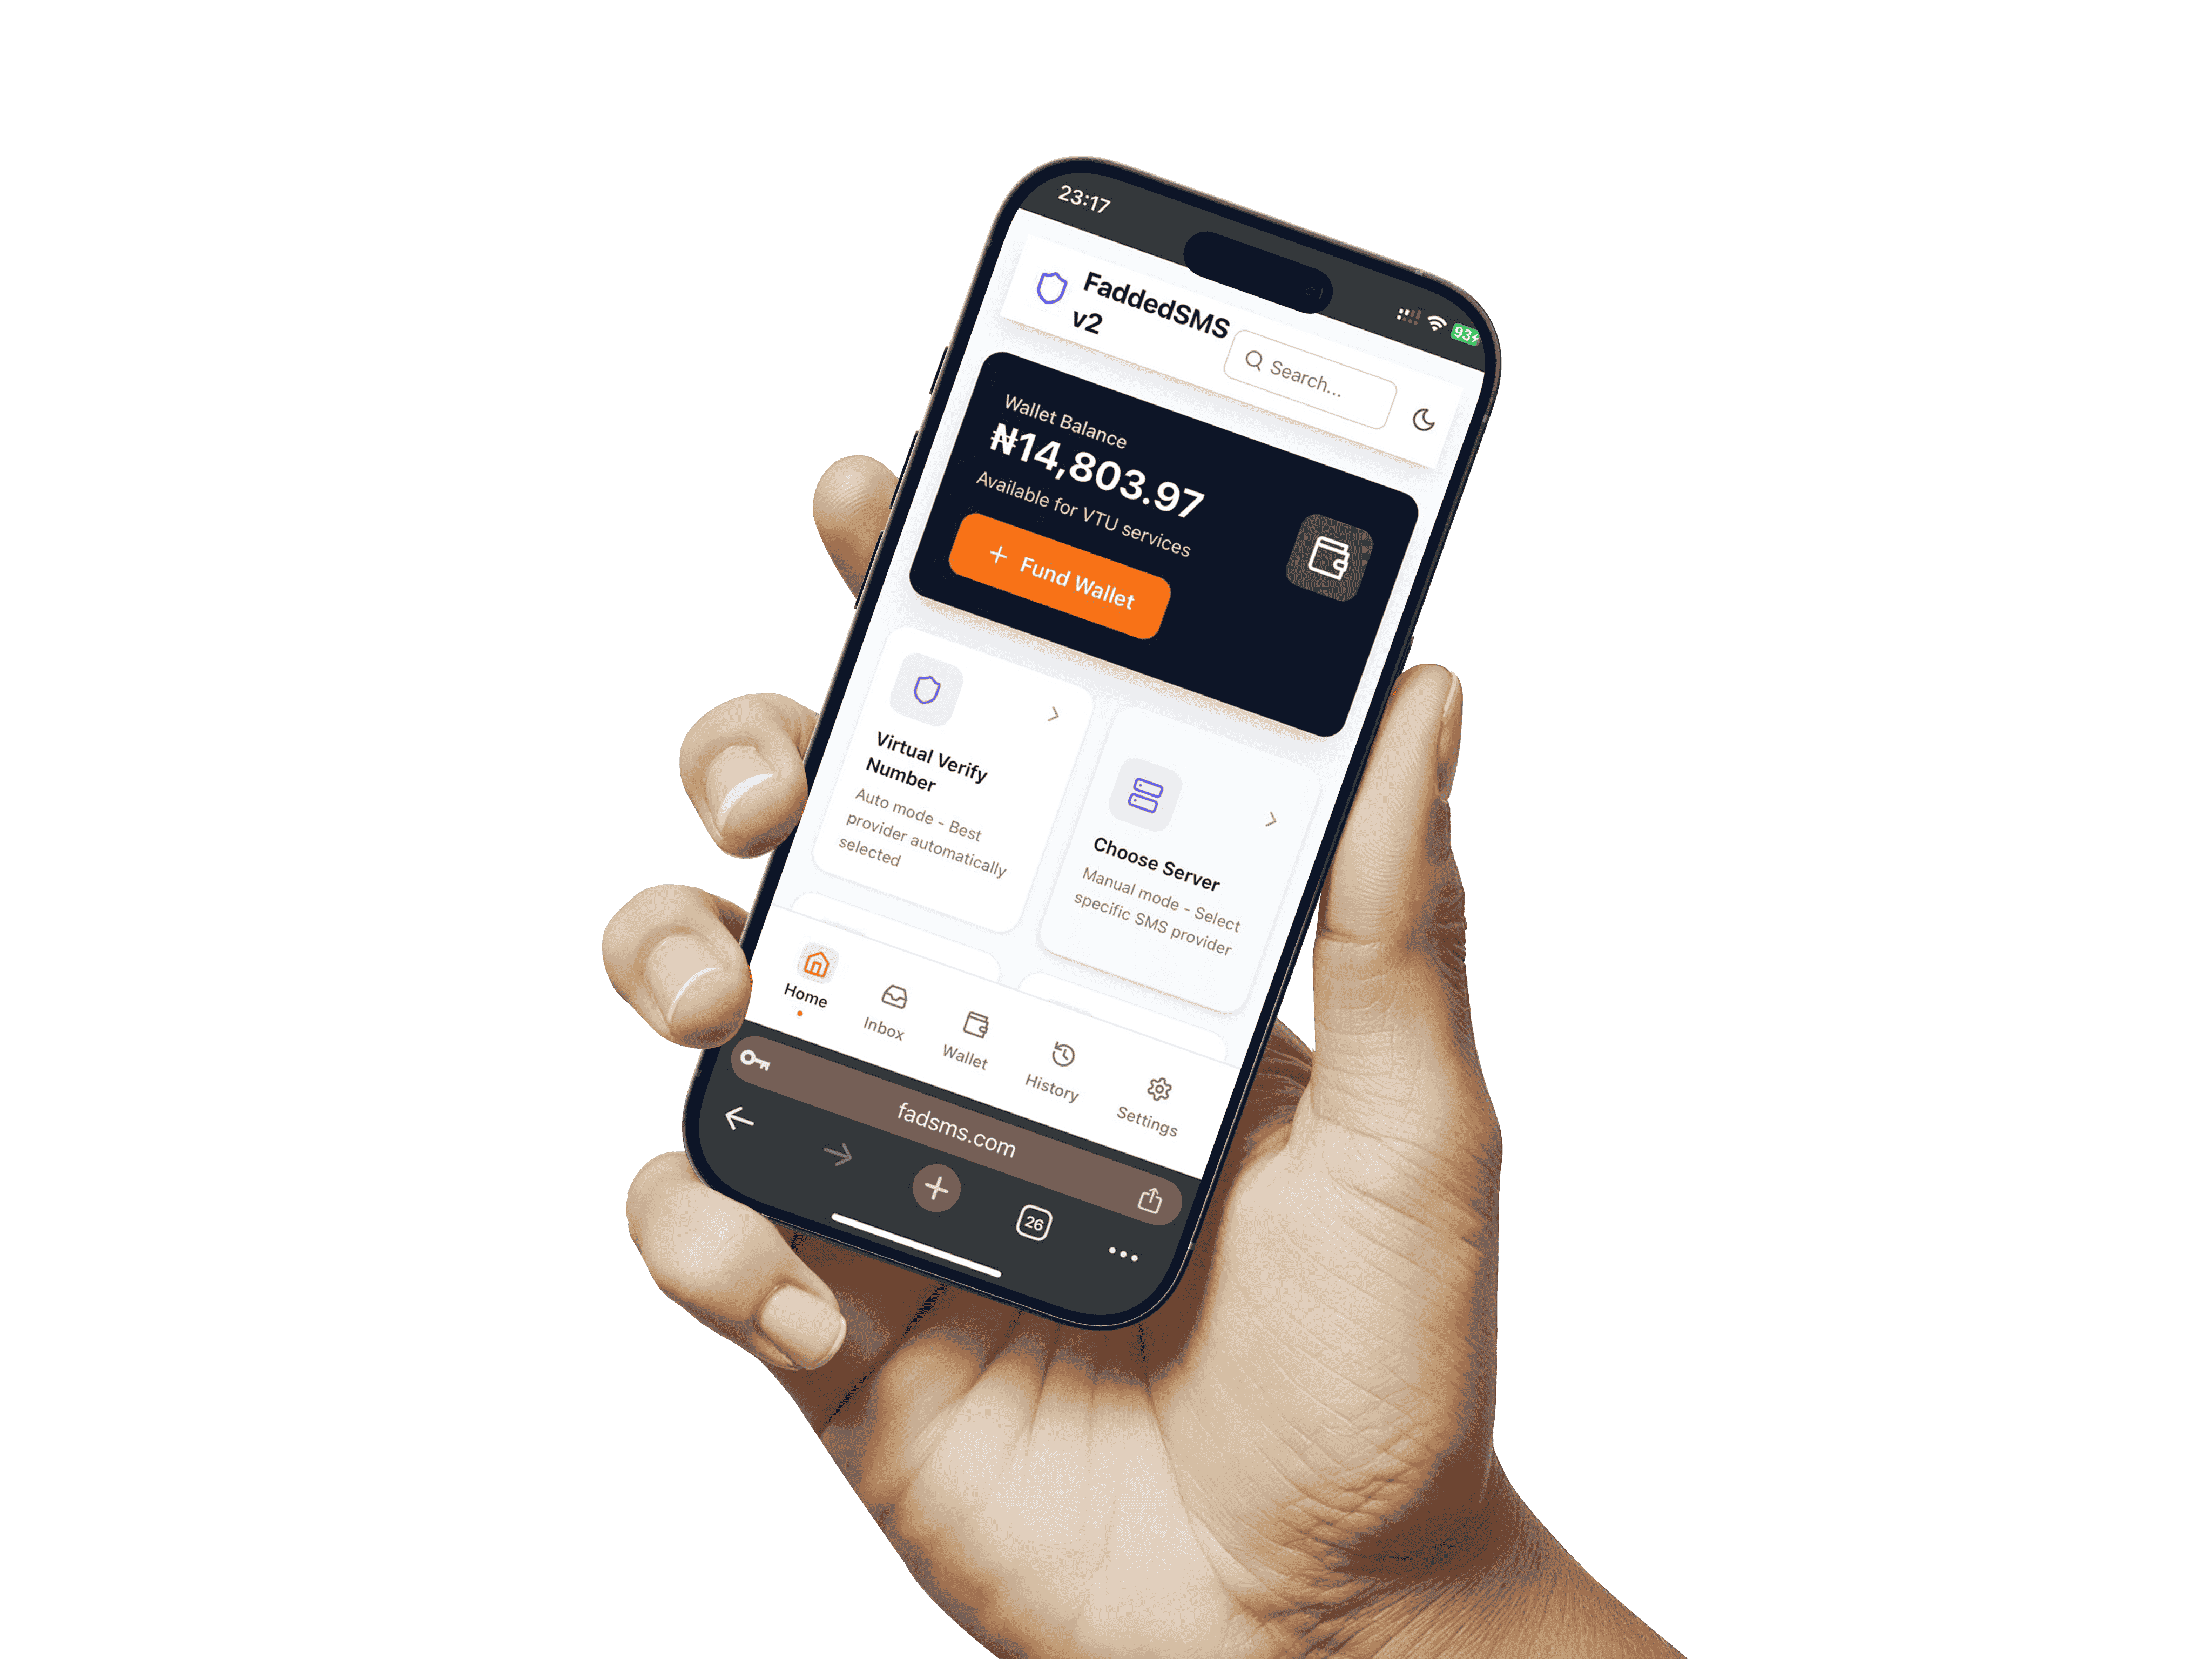 23:17
93
FaddedSMS
v2
Search...
Wallet Balance
₦14,803.97
Available for VTU services
+ Fund Wallet
Virtual Verify
Number
Auto mode - Best
provider automatically
selected
Choose Server
Manual mode - Select
specific SMS provider
Home
Inbox
Wallet
History
Settings
fadsms.com
26